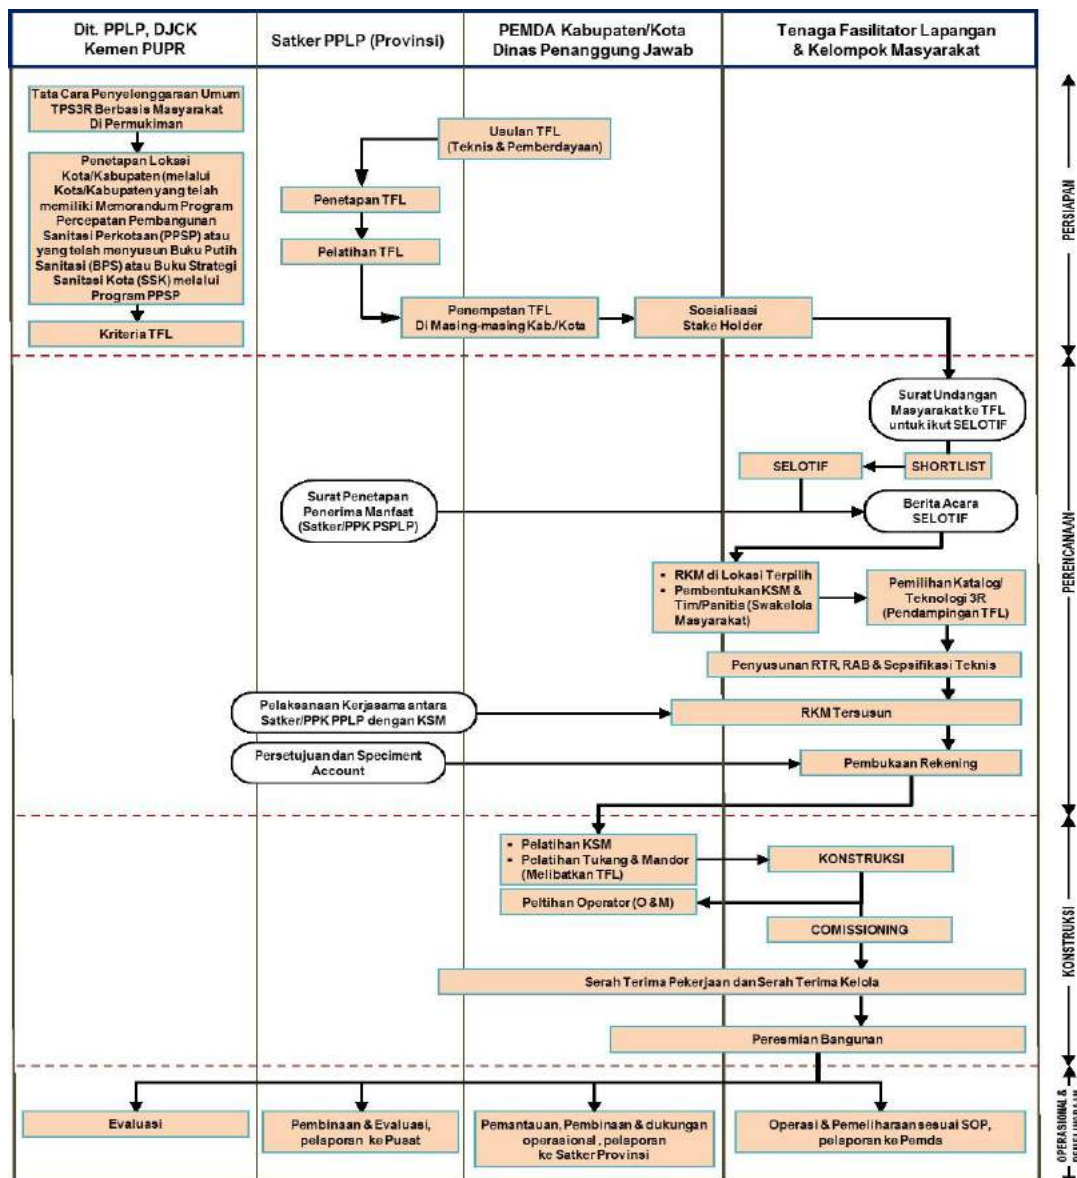 Dit. PPLP, DJCK
Kemen PUPR
Satker PPLP (Provinsi)
PEMDA Kabupaten/Kota
Dinas Penanggung Jawab
Tenaga Fasilitator Lapangan
& Kelompok Masyarakat
Tata Cara Penyelenggaraan Umum
TPS3R Berbasis Masyarakat
Di Permukiman
Penetapan Lokasi
Kota/Kabupaten (melalui
Kota/Kabupaten yang telah
memiliki Memorandum Program
Percepatan Pembangunan
Sanitasi Perkotaan (PPSP) atau
yang telah menyusun Buku Putih
Sanitasi (BPS) atau Buku Strategi
Sanitasi Kota (SSK) melalui
Program PPSP
Kriteria TFL
Usulan TFL
(Teknis & Pemberdayaan)
Penetapan TFL
Pelatihan TFL
Penempatan TFL
Di Masing-masing Kab./Kota
Sosialisasi
Stake Holder
PERSIAPAN
Surat Undangan
Masyarakat ke TFL
untuk ikut SELOTIF
SELOTIF
SHORTLIST
Surat Penetapan
Penerima Manfaat
(Satker/PPK PSPLP)
Berita Acara
SELOTIF
▪ RKM di Lokasi Terpilih
▪ Pembentukan KSM &
Tim/Panitis (Swakelola
Masyarakat)
Pemilihan Katalog/
Teknologi 3R
(Pendampingan TFL)
Penyusunan RTR, RAB & Sepsifikasi Teknis
Pelaksanaan Kerjasama antara
Satker/PPK PPLP dengan KSM
RKM Tersusun
Persetujuan dan Speciment
Account
Pembukaan Rekening
PERENCANAAN
▪ Pelatihan KSM
▪ Pelatihan Tukang & Mandor
(Melibatkan TFL)
KONSTRUKSI
Peltihan Operator (O & M)
COMISSIONING
Serah Terima Pekerjaan dan Serah Terima Kelola
Peresmian Bangunan
KONSTRUKSI
Evaluasi
Pembinaan & Evaluasi,
pelaporan ke Pusat
Pemantauan, Pembinaan & dukungan
operasional, pelaporan
ke Satker Provinsi
Operasi & Pemeliharaan sesuai SOP,
pelaporan ke Pemda
OPERASIONAL &